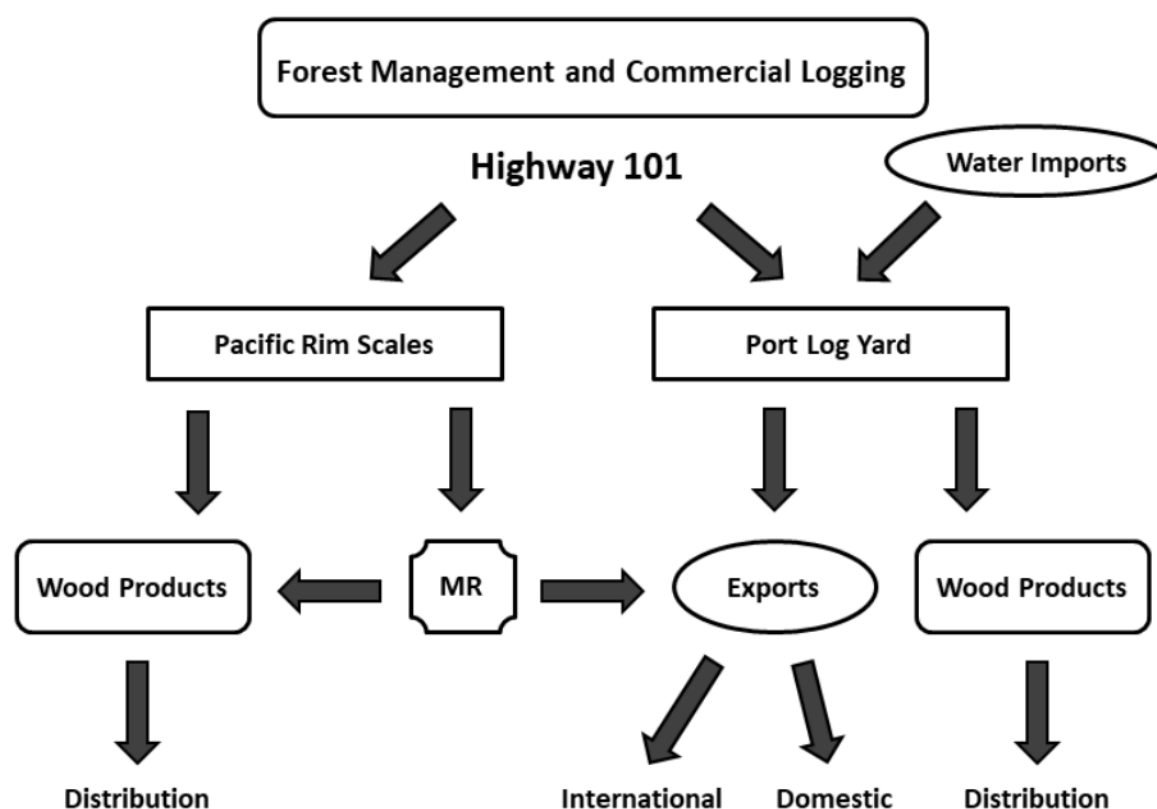 Forest Management and Commercial Logging
Highway 101
Water Imports
Pacific Rim Scales
Port Log Yard
Wood Products
MR
Exports
Wood Products
Distribution
International
Domestic
Distribution